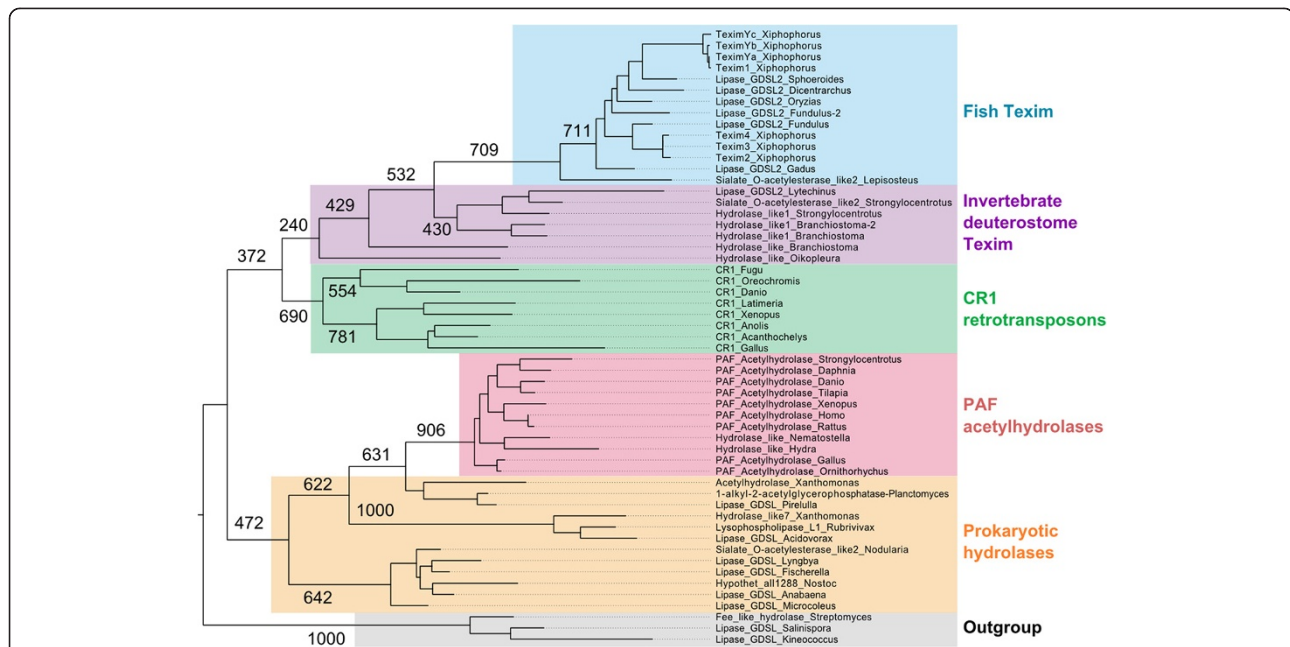 TeximYc_Xiphophorus
TeximYb_Xiphophorus
TeximYa_Xiphophorus
Texim1_Xiphophorus
Lipase_GDSL2_Sphoeroides
Lipase_GDSL2_Dicentrarchus
Lipase_GDSL2_Oryzias
Lipase_GDSL2_Fundulus-2
Lipase_GDSL2_Fundulus
Texim4_Xiphophorus
Texim3_Xiphophorus
Texim2_Xiphophorus
Lipase_GDSL2_Gadus
Sialate_O-acetylesterase_like2_Lepisosteus
711
709
Fish Texim
Lipase_GDSL2_Lytechinus
Sialate_O-acetylesterase_like2_Strongylocentrotus
Hydrolase_like1_Strongylocentrotus
Hydrolase_like1_Branchiostoma-2
Hydrolase_like1_Branchiostoma
Hydrolase_like_Branchiostoma
Hydrolase_like_Oikopleura
532
429
430
240
372
Invertebrate
deuterostome
Texim
CR1_Fugu
CR1_Oreochromis
CR1_Danio
CR1_Latimeria
CR1_Xenopus
CR1_Anolis
CR1_Acanthochelys
CR1_Gallus
554
690
781
CR1
retrotransposons
PAF_Acetylhydrolase_Strongylocentrotus
PAF_Acetylhydrolase_Daphnia
PAF_Acetylhydrolase_Danio
PAF_Acetylhydrolase_Tilapia
PAF_Acetylhydrolase_Xenopus
PAF_Acetylhydrolase_Homo
PAF_Acetylhydrolase_Rattus
Hydrolase_like_Nematostella
Hydrolase_like_Hydra
PAF_Acetylhydrolase_Gallus
PAF_Acetylhydrolase_Ornithorhychus
906
631
PAF
acetylhydrolases
Acetylhydrolase_Xanthomonas
1-alkyl-2-acetylglycerophosphatase-Planctomyces
Lipase_GDSL_Pirelulla
Hydrolase_like7_Xanthomonas
Lysophospholipase_L1_Rubrivivax
Lipase_GDSL_Acidovorax
Sialate_O-acetylesterase_like2_Nodularia
Lipase_GDSL_Lyngbya
Lipase_GDSL_Fischerella
Hypothet_all1288_Nostoc
Lipase_GDSL_Anabaena
Lipase_GDSL_Microcoleus
622
1000
472
642
Prokaryotic
hydrolases
Fee_like_hydrolase_Streptomyces
Lipase_GDSL_Salinispora
Lipase_GDSL_Kineococcus
1000
Outgroup